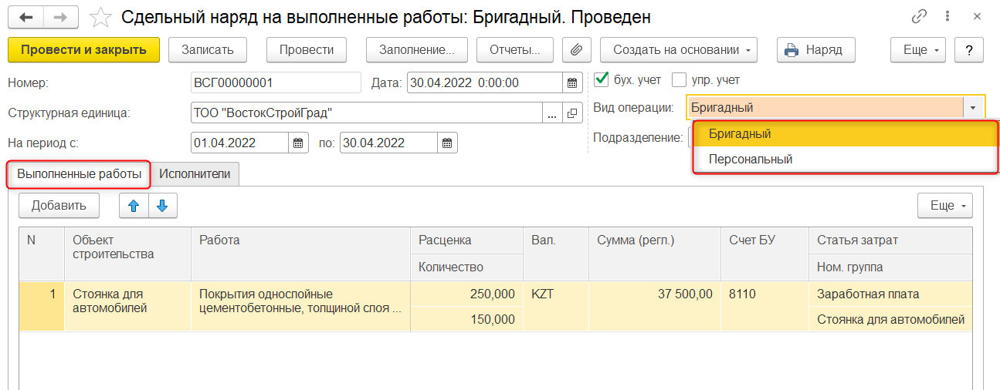 Сдельный наряд на выполненные работы: Бригадный. Проведен
Провести и закрыть Записать Провести Заполнение... Отчеты... Создать на основании Наряд Еще ?
Номер: ВСГ00000001 Дата: 30.04.2022 0:00:00 бух. учет упр. учет
Структурная единица: ТОО "ВостокСтройГрад" ... Вид операции: Бригадный
На период с: 01.04.2022 по: 30.04.2022 Подразделение:
Бригадный
Персональный
Выполненные работы Исполнители
Добавить Еще
N Объект строительства Работа Расценка Вал. Сумма (регл.) Счет БУ Статья затрат
Количество Ном. группа
1 Стоянка для Покрытия однослойные 250,000 KZT 37 500,00 8110 Заработная плата
автомобилей цементобетонные, толщиной слоя ... 150,000 Стоянка для автомобилей